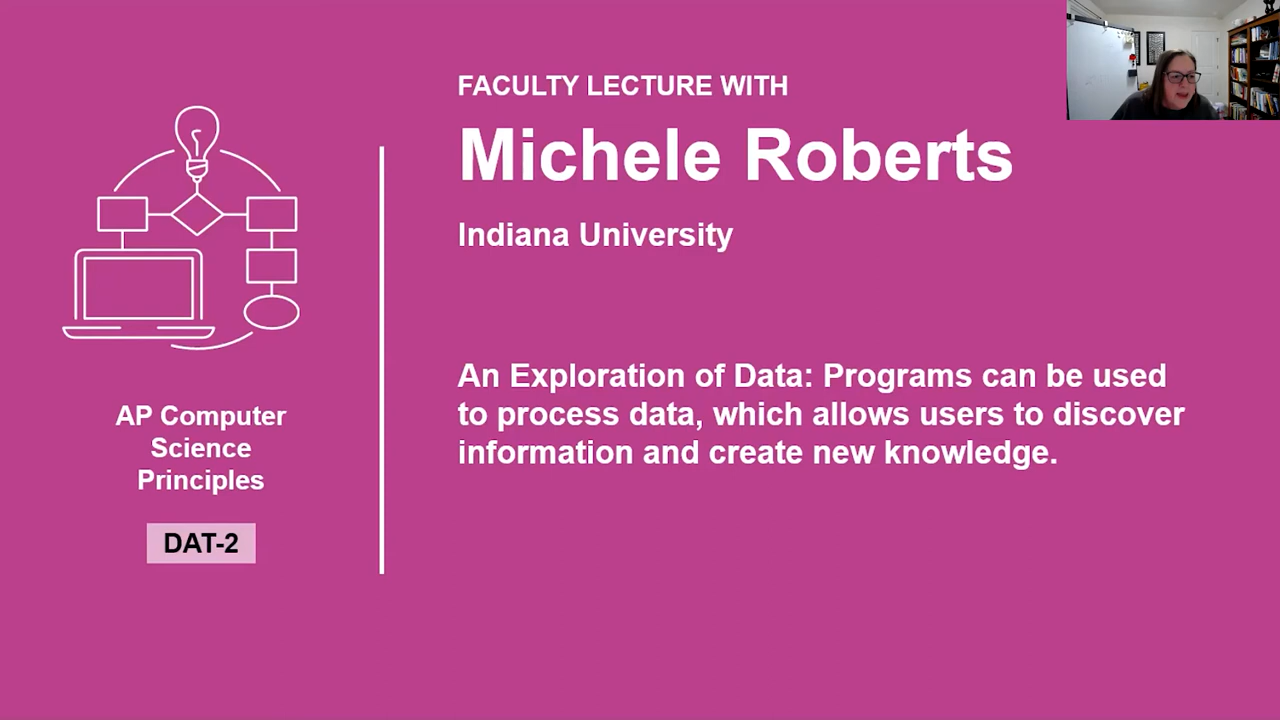 FACULTY LECTURE WITH
Michele Roberts
Indiana University
An Exploration of Data: Programs can be used
to process data, which allows users to discover
information and create new knowledge.
AP Computer
Science
Principles
DAT-2